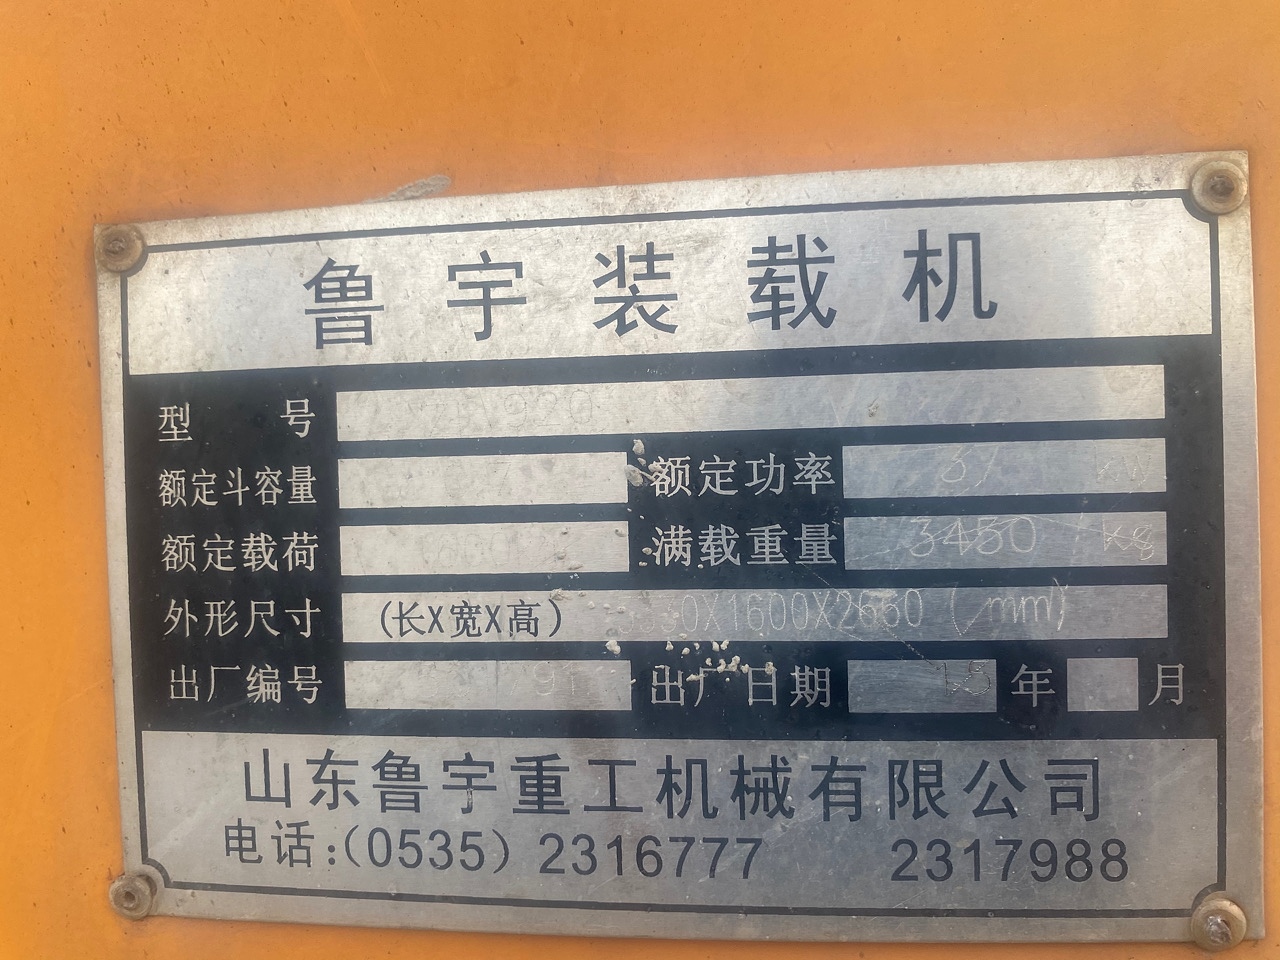 鲁宇装载机
型号 920
额定斗容量 额定功率
额定载荷 满载重量 3450 kg
外形尺寸 (长X宽X高) X1600X2660 (mm)
出厂编号 出厂日期 15 年 月
山东鲁宇重工机械有限公司
电话:(0535) 2316777 2317988